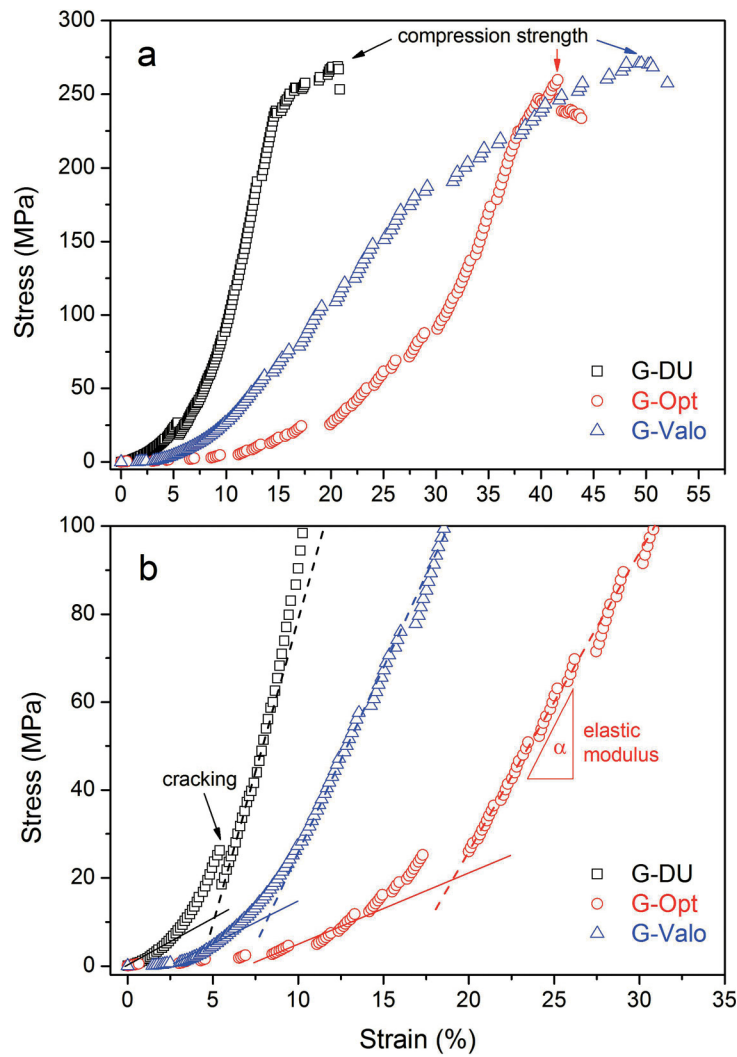 a
compression strength
300
250
200
150
100
50
0
Stress (MPa)
G-DU
G-Opt
G-Valo
0 5 10 15 20 25 30 35 40 45 50 55
b
100
80
60
40
20
0
Stress (MPa)
cracking
α
elastic
modulus
G-DU
G-Opt
G-Valo
0 5 10 15 20 25 30 35
Strain (%)